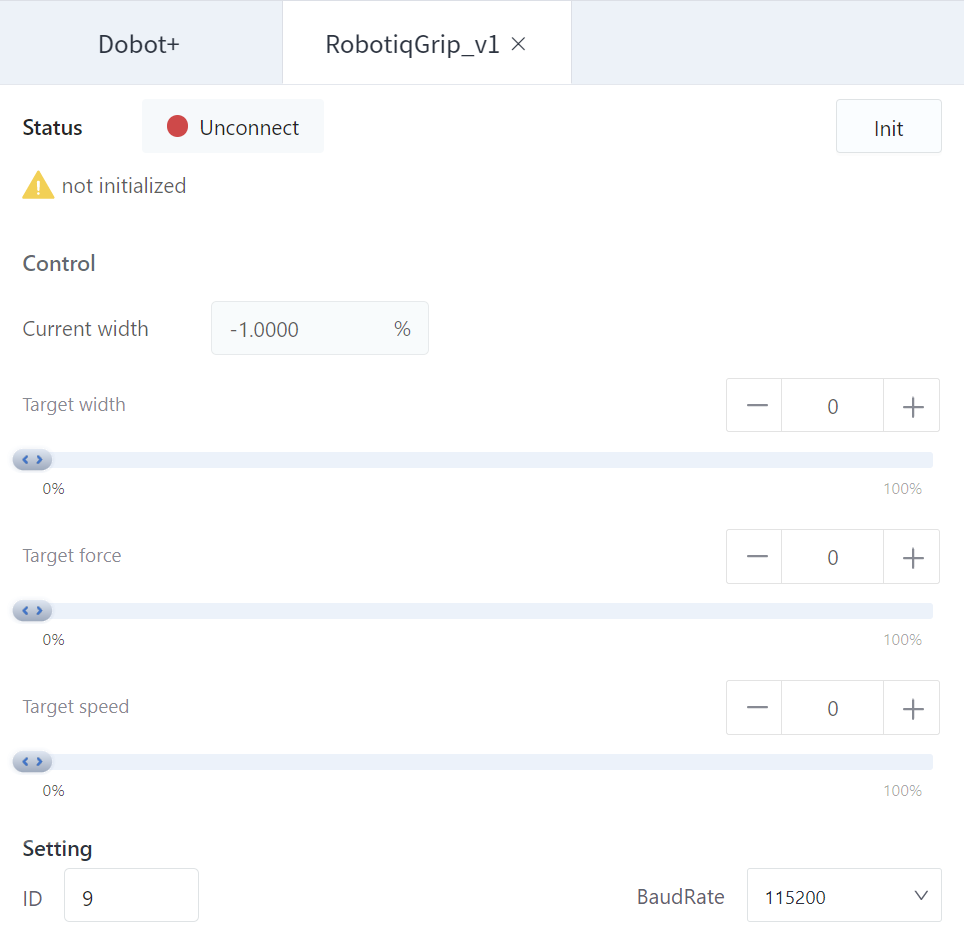 Dobot+ RobotiqGrip_v1
Status Unconnect Init
not initialized
Control
Current width -1.0000 %
Target width 0
0% 100%
Target force 0
0% 100%
Target speed 0
0% 100%
Setting
ID 9 BaudRate 115200